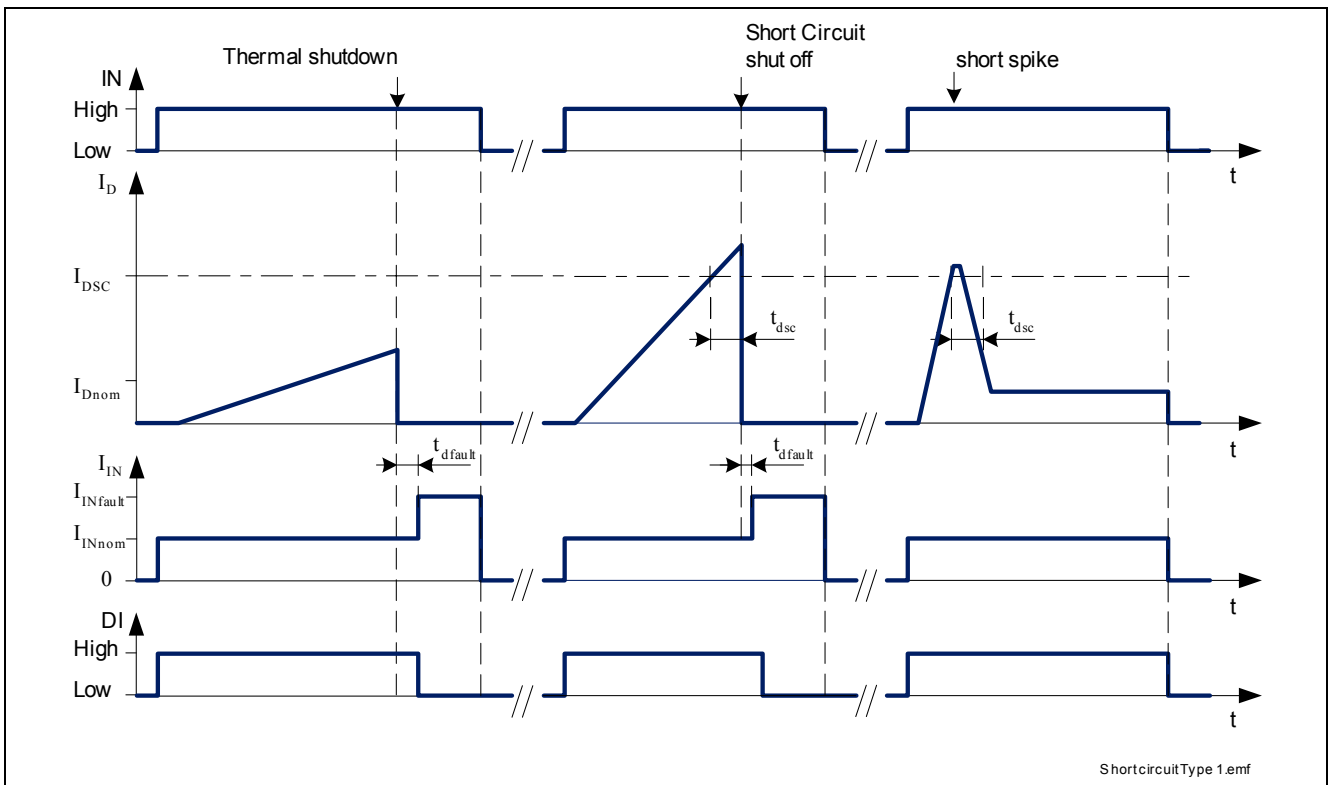 Thermal shutdown
Short Circuit
shut off
short spike
IN
High
Low
t
I_D
I_DSC
t_dsc
t_dsc
I_Dnom
t
t_dfault
t_dfault
I_IN
I_INfault
I_INnom
0
t
DI
High
Low
t
ShortcircuitType 1.emf